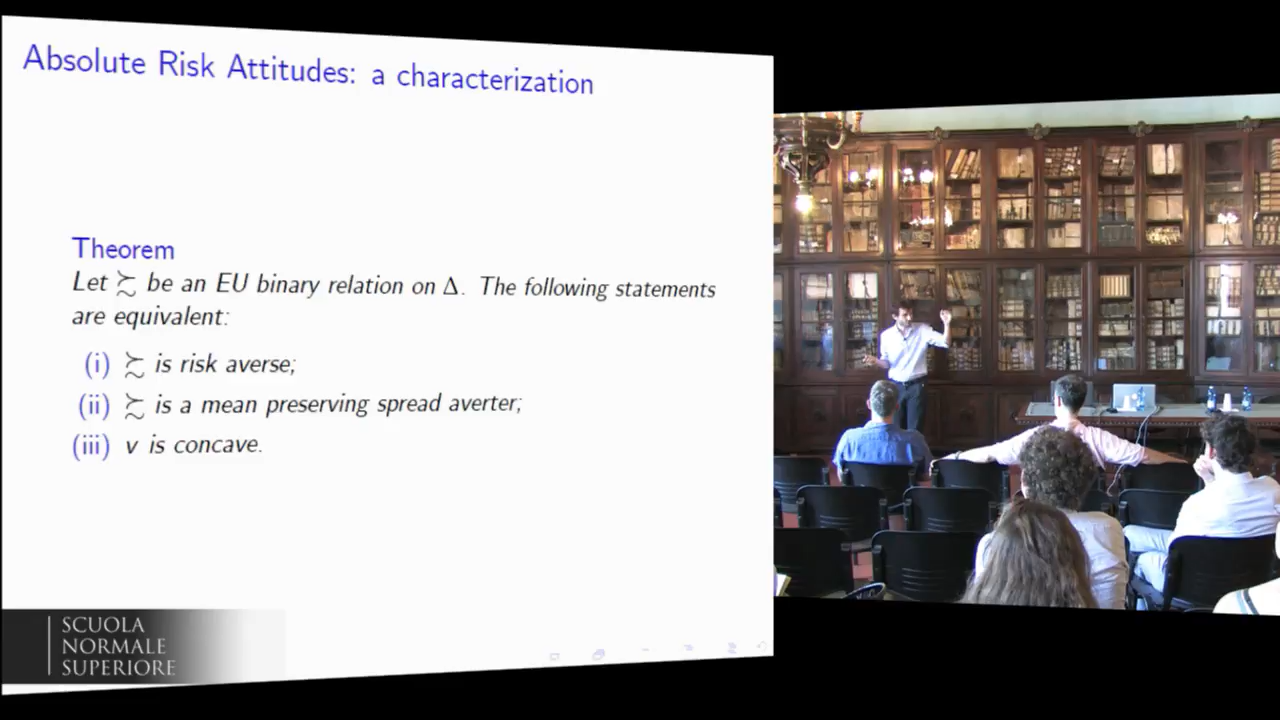 Absolute Risk Attitudes: a characterization
Theorem
Let ≿ be an EU binary relation on Δ. The following statements
are equivalent:
(i) ≿ is risk averse;
(ii) ≿ is a mean preserving spread averter;
(iii) v is concave.
SCUOLA
NORMALE
SUPERIORE